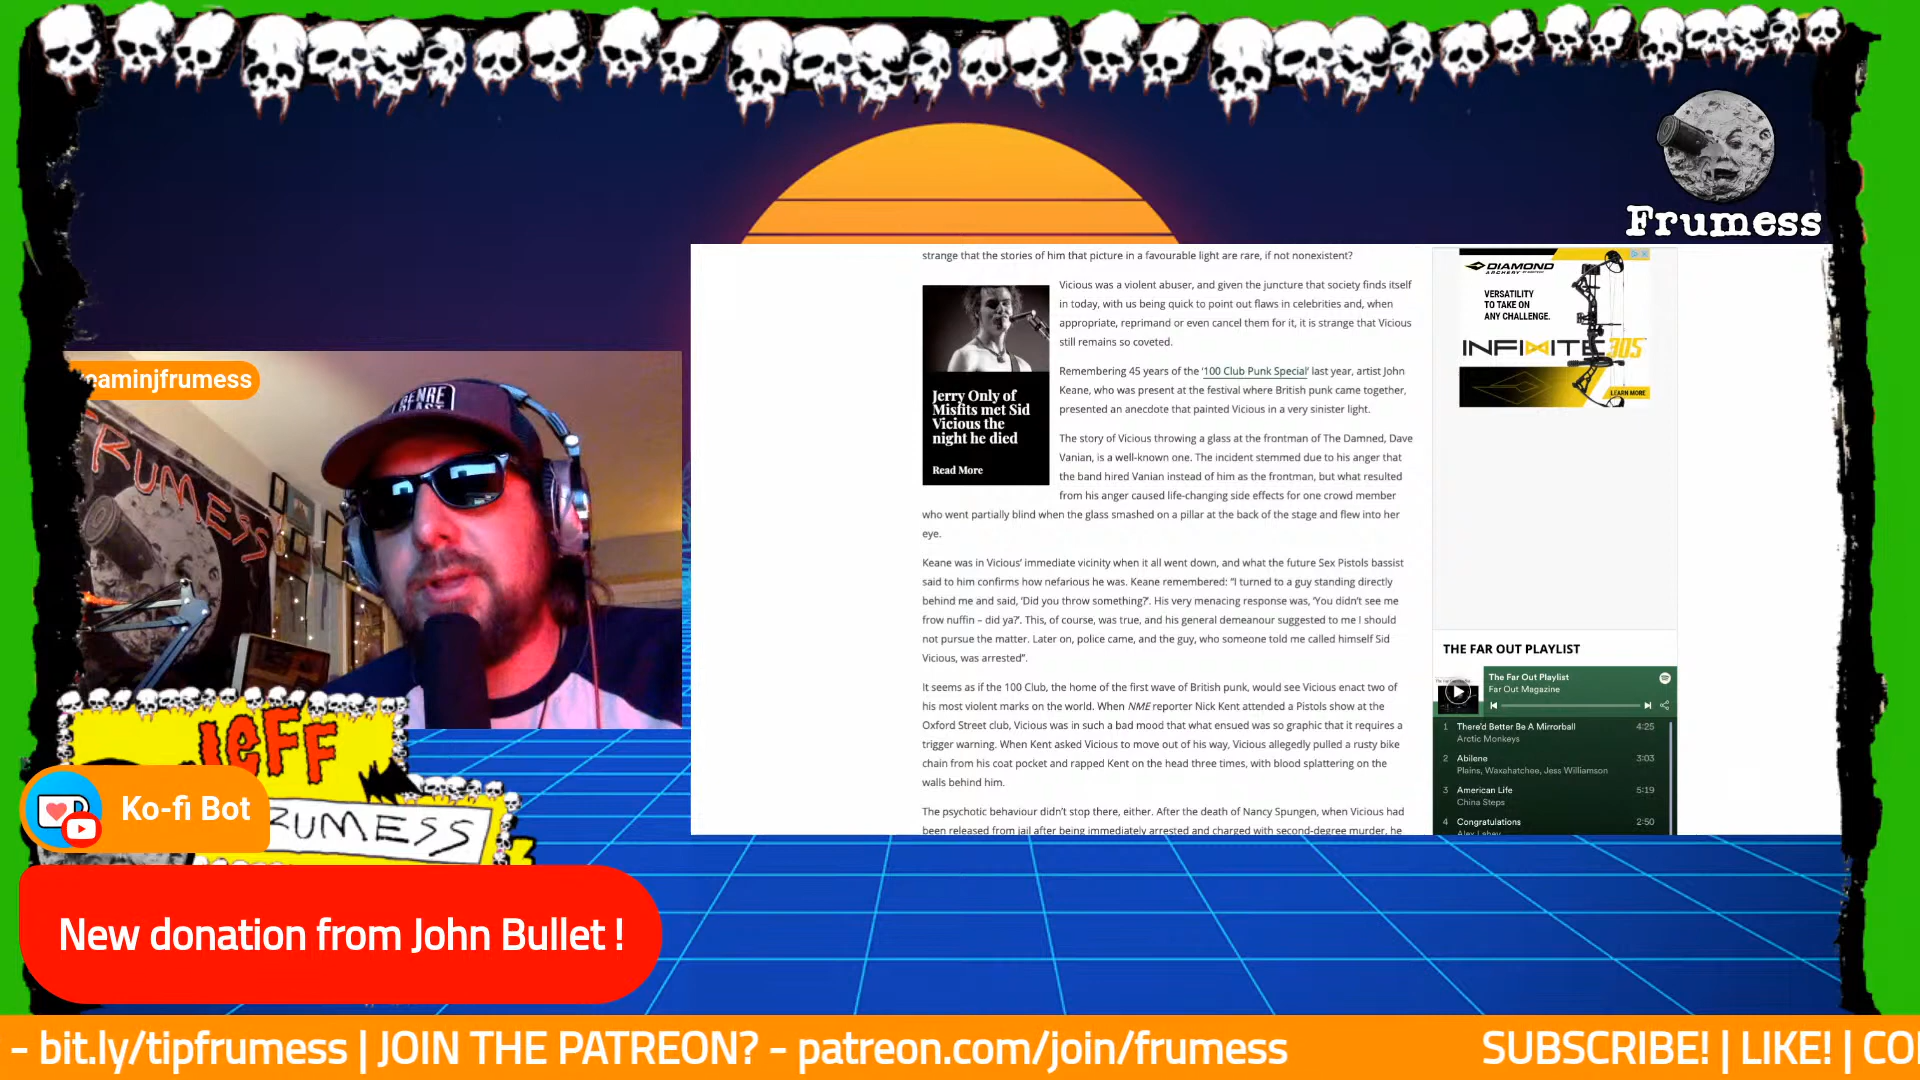 Frumess
eaminjfrumess
GENRE
BLAST
FRUMESS
strange that the stories of him that picture in a favourable light are rare, if not nonexistent?
Vicious was a violent abuser, and given the juncture that society finds itself
in today, with us being quick to point out flaws in celebrities and, when
appropriate, reprimand or even cancel them for it, it is strange that Vicious
still remains so coveted.
Jerry Only of
Misfits met Sid
Vicious the
night he died
Read More
Remembering 45 years of the '100 Club Punk Special' last year, artist John
Keane, who was present at the festival where British punk came together,
presented an anecdote that painted Vicious in a very sinister light.
The story of Vicious throwing a glass at the frontman of The Damned, Dave
Vanian, is a well-known one. The incident stemmed due to his anger that
the band hired Vanian instead of him as the frontman, but what resulted
from his anger caused life-changing side effects for one crowd member
who went partially blind when the glass smashed on a pillar at the back of the stage and flew into her
eye.
Keane was in Vicious' immediate vicinity when it all went down, and what the future Sex Pistols bassist
said to him confirms how nefarious he was. Keane remembered: "I turned to a guy standing directly
behind me and said, 'Did you throw something?'. His very menacing response was, 'You didn't see me
frow nuffin – did ya?'. This, of course, was true, and his general demeanour suggested to me I should
not pursue the matter. Later on, police came, and the guy, who someone told me called himself Sid
Vicious, was arrested".
It seems as if the 100 Club, the home of the first wave of British punk, would see Vicious enact two of
his most violent marks on the world. When NME reporter Nick Kent attended a Pistols show at the
Oxford Street club, Vicious was in such a bad mood that what ensued was so graphic that it requires a
trigger warning. When Kent asked Vicious to move out of his way, Vicious allegedly pulled a rusty bike
chain from his coat pocket and rapped Kent on the head three times, with blood splattering on the
walls behind him.
The psychotic behaviour didn't stop there, either. After the death of Nancy Spungen, when Vicious had
been released from jail after being immediately arrested and charged with second-degree murder, he
DIAMOND
VERSATILITY
TO TAKE ON
ANY CHALLENGE.
INFINITE 305
LEARN MORE
THE FAR OUT PLAYLIST
The Far Out Playlist
Far Out Magazine
1 There'd Better Be A Mirrorball 4:25
Arctic Monkeys
2 Abilene 3:03
Plains, Waxahatchee, Jess Williamson
3 American Life 5:19
China Steps
4 Congratulations 2:50
Alex Lahey
JeFF
RUMESS
Ko-fi Bot
New donation from John Bullet !
- bit.ly/tipfrumess | JOIN THE PATREON? - patreon.com/join/frumess SUBSCRIBE! | LIKE! | CO